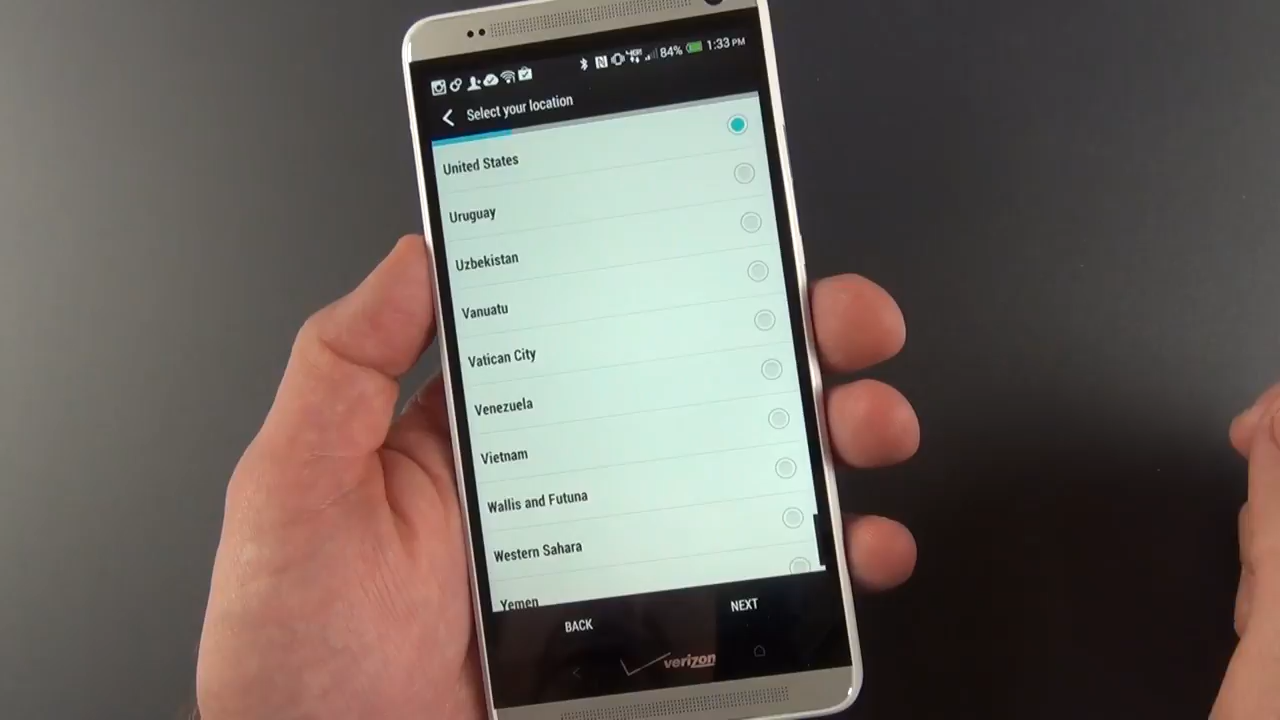 84% 1:33 PM
Select your location
United States
Uruguay
Uzbekistan
Vanuatu
Vatican City
Venezuela
Vietnam
Wallis and Futuna
Western Sahara
Yemen
BACK NEXT
verizon